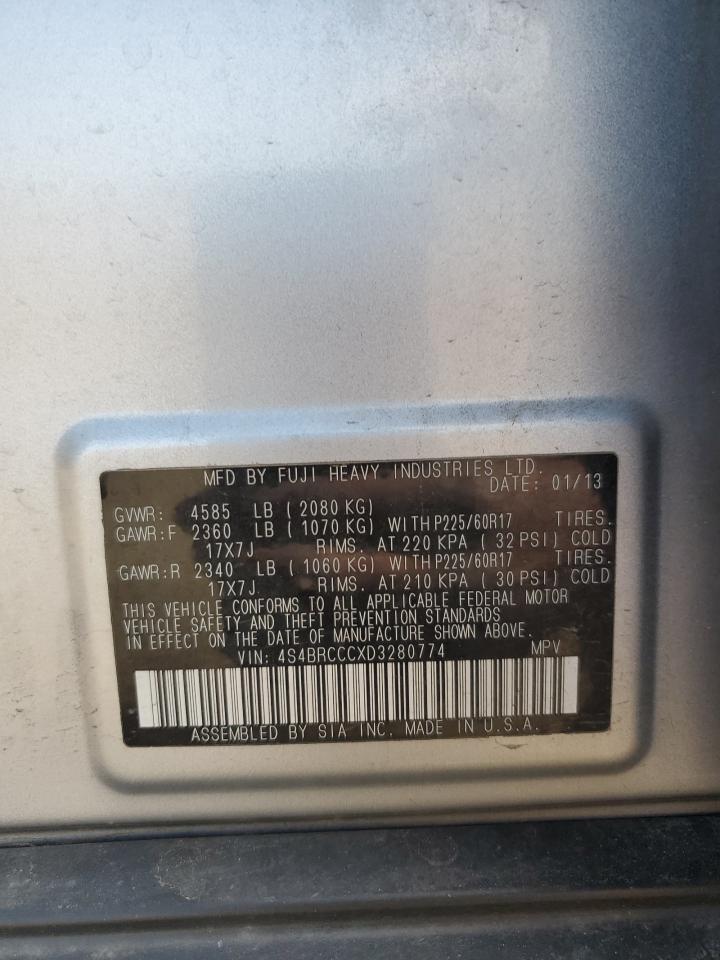 MFD BY FUJI HEAVY INDUSTRIES LTD.
DATE: 01/13
GVWR: 4585 LB ( 2080 KG)
GAWR:F 2360 LB ( 1070 KG) WITH P225/60R17 TIRES.
17X7J RIMS. AT 220 KPA ( 32 PSI) COLD
GAWR:R 2340 LB ( 1060 KG) WITH P225/60R17 TIRES.
17X7J RIMS. AT 210 KPA ( 30 PSI) COLD
THIS VEHICLE CONFORMS TO ALL APPLICABLE FEDERAL MOTOR
VEHICLE SAFETY AND THEFT PREVENTION STANDARDS
IN EFFECT ON THE DATE OF MANUFACTURE SHOWN ABOVE.
VIN: 4S4BRCCCXD3280774 MPV
ASSEMBLED BY SIA INC. MADE IN U.S.A.